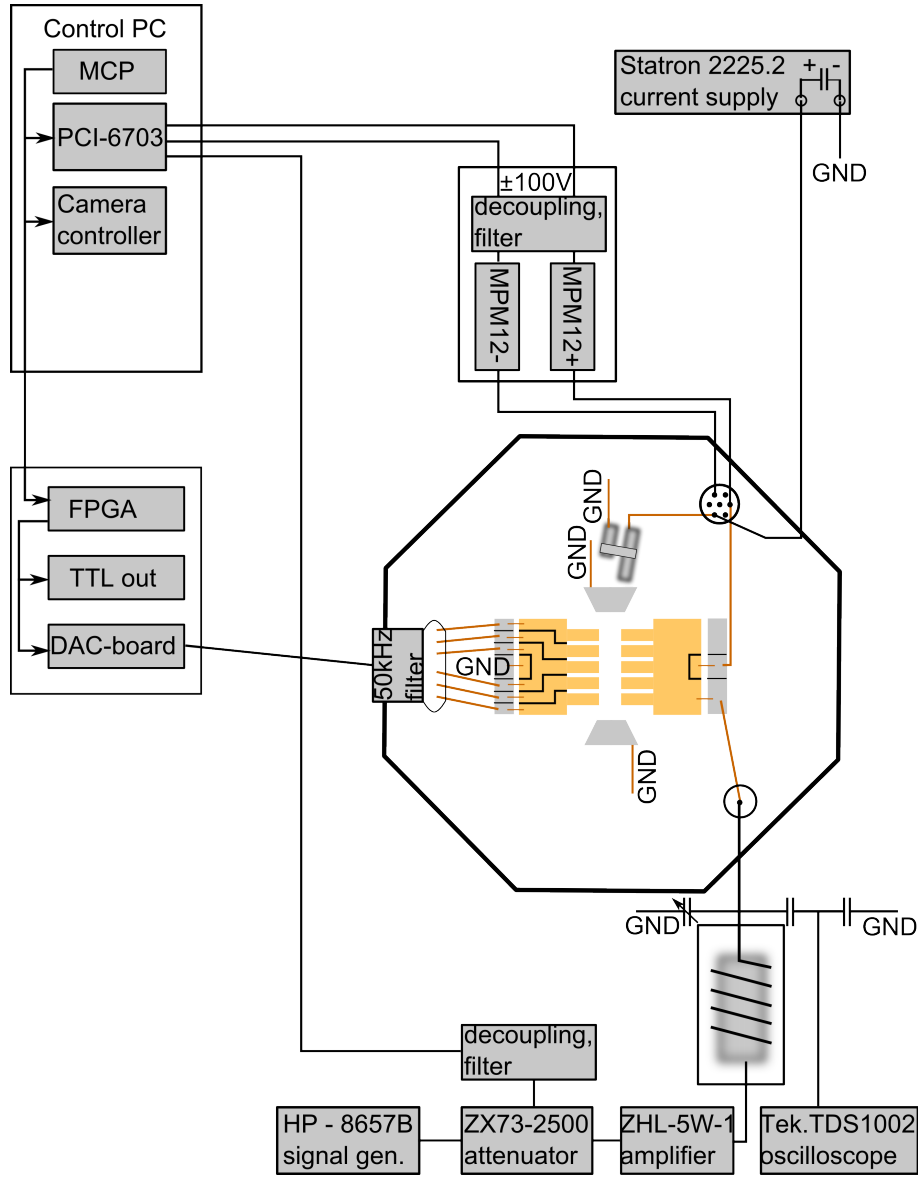 Control PC
MCP
PCI-6703
Camera
controller
Statron 2225.2 + -
current supply
GND
±100V
decoupling,
filter
MPM12-
MPM12+
FPGA
TTL out
DAC-board
50kHz
filter
GND
GND
GND
GND
GND
GND
decoupling,
filter
HP - 8657B
signal gen.
ZX73-2500
attenuator
ZHL-5W-1
amplifier
Tek.TDS1002
oscilloscope